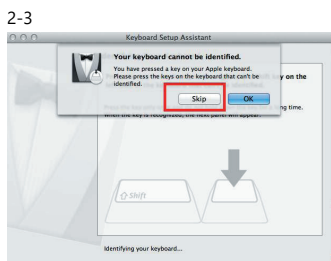 2-3
Keyboard Setup Assistant
Your keyboard cannot be identified.
You have pressed a key on your Apple keyboard.
Please press the keys on the keyboard that can't be
identified.
key on the
Skip
OK
time.
when the key is recognized, the next panel will appear.
Shift
Identifying your keyboard...